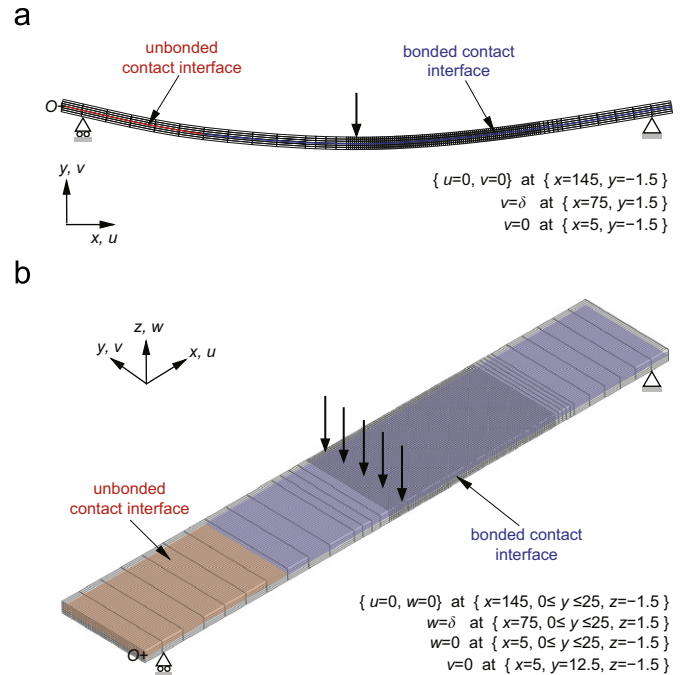 a
unbonded
contact interface
bonded contact
interface
O+
y, v
x, u
{ u=0, v=0} at { x=145, y=−1.5 }
v=δ at { x=75, y=1.5 }
v=0 at { x=5, y=−1.5 }
b
z, w
y, v
x, u
unbonded
contact interface
bonded contact
interface
O+
{ u=0, w=0} at { x=145, 0≤ y ≤25, z=−1.5 }
w=δ at { x=75, 0≤ y ≤25, z=1.5 }
w=0 at { x=5, 0≤ y ≤25, z=−1.5 }
v=0 at { x=5, y=12.5, z=−1.5 }